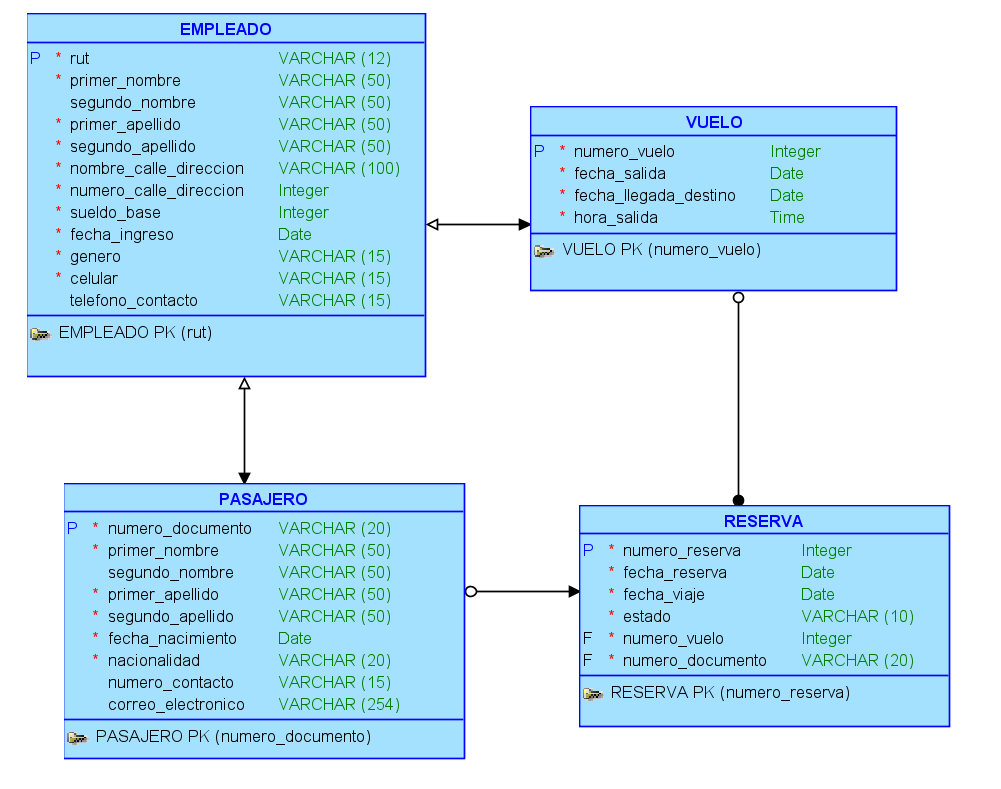 EMPLEADO
P * rut VARCHAR (12)
* primer_nombre VARCHAR (50)
segundo_nombre VARCHAR (50)
* primer_apellido VARCHAR (50)
* segundo_apellido VARCHAR (50)
* nombre_calle_direccion VARCHAR (100)
* numero_calle_direccion Integer
* sueldo_base Integer
* fecha_ingreso Date
* genero VARCHAR (15)
* celular VARCHAR (15)
telefono_contacto VARCHAR (15)
EMPLEADO PK (rut)
VUELO
P * numero_vuelo Integer
* fecha_salida Date
* fecha_llegada_destino Date
* hora_salida Time
VUELO PK (numero_vuelo)
PASAJERO
P * numero_documento VARCHAR (20)
* primer_nombre VARCHAR (50)
segundo_nombre VARCHAR (50)
* primer_apellido VARCHAR (50)
* segundo_apellido VARCHAR (50)
* fecha_nacimiento Date
* nacionalidad VARCHAR (20)
numero_contacto VARCHAR (15)
correo_electronico VARCHAR (254)
PASAJERO PK (numero_documento)
RESERVA
P * numero_reserva Integer
* fecha_reserva Date
* fecha_viaje Date
* estado VARCHAR (10)
F * numero_vuelo Integer
F * numero_documento VARCHAR (20)
RESERVA PK (numero_reserva)